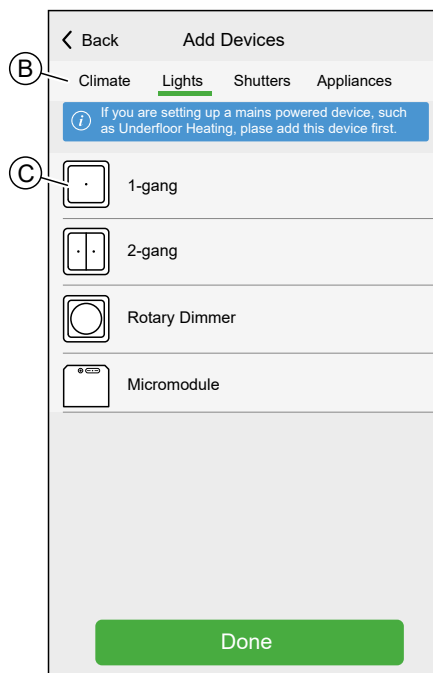 Back Add Devices
B
Climate Lights Shutters Appliances
If you are setting up a mains powered device, such
as Underfloor Heating, plase add this device first.
C
1-gang
2-gang
Rotary Dimmer
Micromodule
Done